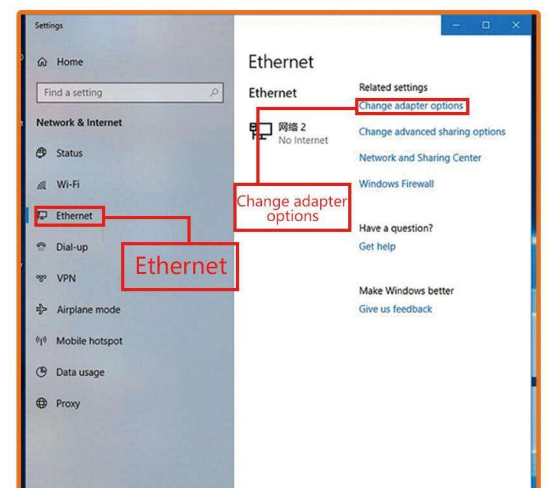 Settings
Home
Find a setting
Network & Internet
Status
Wi-Fi
Ethernet
Dial-up
VPN
Airplane mode
Mobile hotspot
Data usage
Proxy
Ethernet
Ethernet
Ethernet
网络 2
No Internet
Change adapter
options
Related settings
Change adapter options
Change advanced sharing options
Network and Sharing Center
Windows Firewall
Have a question?
Get help
Make Windows better
Give us feedback